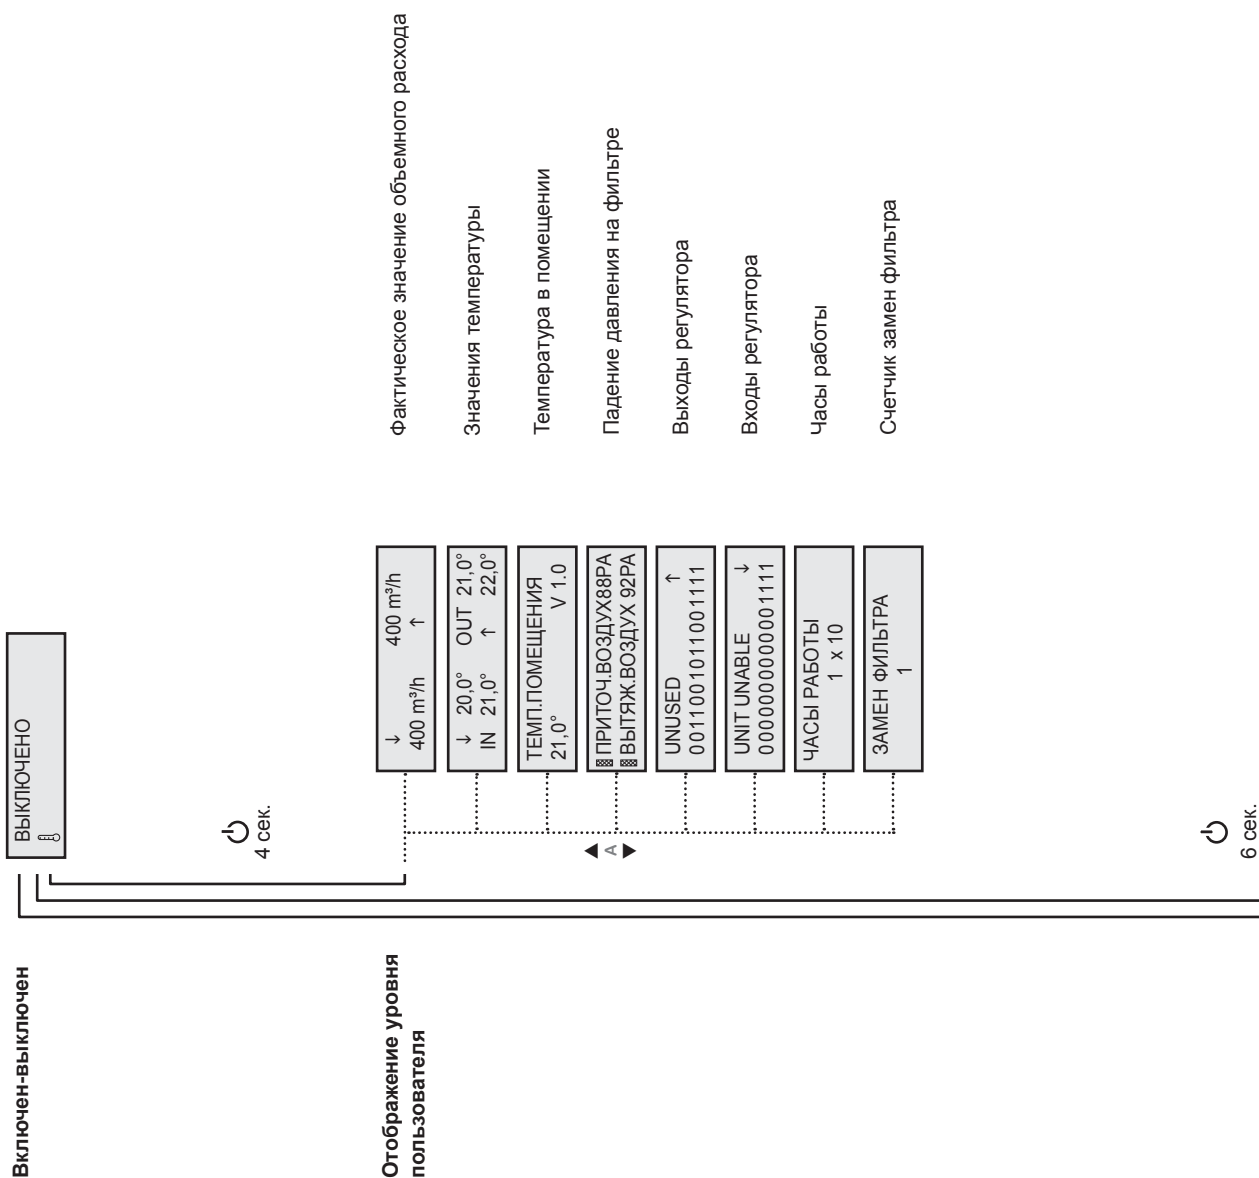 Включен-выключен
ВЫКЛЮЧЕНО
4 сек.
Отображение уровня
пользователя
A
↓ 400 m³/h
400 m³/h ↑
Фактическое значение объемного расхода
↓ 20,0° OUT 21,0°
IN 21,0° ↑ 22,0°
Значения температуры
ТЕМП.ПОМЕЩЕНИЯ
21,0° V 1.0
Температура в помещении
ПРИТОЧ.ВОЗДУХ88PA
ВЫТЯЖ.ВОЗДУХ 92PA
Падение давления на фильтре
UNUSED ↑
0011001011001111
Выходы регулятора
UNIT UNABLE ↓
0000000000001111
Входы регулятора
ЧАСЫ РАБОТЫ
1 x 10
Часы работы
ЗАМЕН ФИЛЬТРА
1
Счетчик замен фильтра
6 сек.